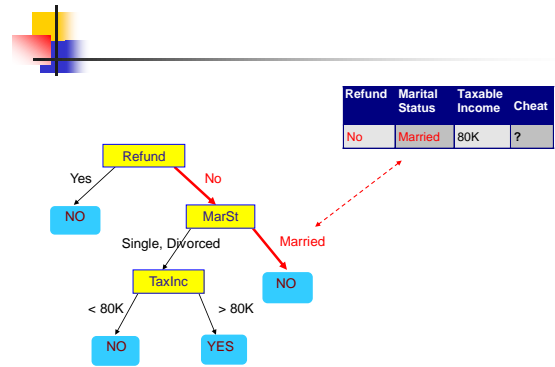 Refund Marital Status Taxable Income Cheat
No Married 80K ?
Refund
Yes No
NO MarSt
Single, Divorced Married
TaxInc NO
< 80K > 80K
NO YES